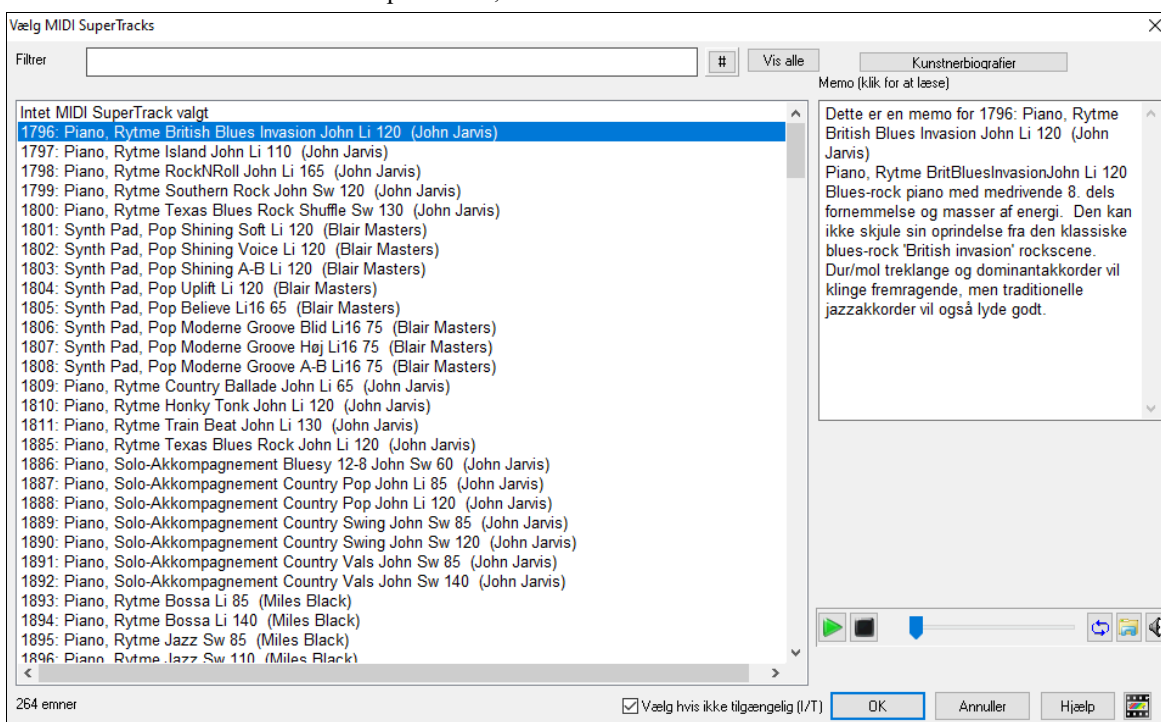 Vælg MIDI SuperTracks
Filtrer
#
Vis alle
Kunstnerbiografier
Memo (klik for at læse)
Intet MIDI SuperTrack valgt
1796: Piano, Rytme British Blues Invasion John Li 120 (John Jarvis)
1797: Piano, Rytme Island John Li 110 (John Jarvis)
1798: Piano, Rytme RockNRoll John Li 165 (John Jarvis)
1799: Piano, Rytme Southern Rock John Sw 120 (John Jarvis)
1800: Piano, Rytme Texas Blues Rock Shuffle Sw 130 (John Jarvis)
1801: Synth Pad, Pop Shining Soft Li 120 (Blair Masters)
1802: Synth Pad, Pop Shining Voice Li 120 (Blair Masters)
1803: Synth Pad, Pop Shining A-B Li 120 (Blair Masters)
1804: Synth Pad, Pop Uplift Li 120 (Blair Masters)
1805: Synth Pad, Pop Believe Li16 65 (Blair Masters)
1806: Synth Pad, Pop Moderne Groove Blid Li16 75 (Blair Masters)
1807: Synth Pad, Pop Moderne Groove Høj Li16 75 (Blair Masters)
1808: Synth Pad, Pop Moderne Groove A-B Li16 75 (Blair Masters)
1809: Piano, Rytme Country Ballade John Li 65 (John Jarvis)
1810: Piano, Rytme Honky Tonk John Li 120 (John Jarvis)
1811: Piano, Rytme Train Beat John Li 130 (John Jarvis)
1885: Piano, Rytme Texas Blues Rock John Li 120 (John Jarvis)
1886: Piano, Solo-Akkompagnement Bluesy 12-8 John Sw 60 (John Jarvis)
1887: Piano, Solo-Akkompagnement Country Pop John Li 85 (John Jarvis)
1888: Piano, Solo-Akkompagnement Country Pop John Li 120 (John Jarvis)
1889: Piano, Solo-Akkompagnement Country Swing John Sw 85 (John Jarvis)
1890: Piano, Solo-Akkompagnement Country Swing John Sw 120 (John Jarvis)
1891: Piano, Solo-Akkompagnement Country Vals John Sw 85 (John Jarvis)
1892: Piano, Solo-Akkompagnement Country Vals John Sw 140 (John Jarvis)
1893: Piano, Rytme Bossa Li 85 (Miles Black)
1894: Piano, Rytme Bossa Li 140 (Miles Black)
1895: Piano, Rytme Jazz Sw 85 (Miles Black)
1896: Piano, Rytme Jazz Sw 110 (Miles Black)
Dette er en memo for 1796: Piano, Rytme
British Blues Invasion John Li 120 (John
Jarvis)
Piano, Rytme BritBluesInvasionJohn Li 120
Blues-rock piano med medrivende 8. dels
fornemmelse og masser af energi. Den kan
ikke skjule sin oprindelse fra den klassiske
blues-rock 'British invasion' rockscene.
Dur/mol treklange og dominantakkorder vil
klinge fremragende, men traditionelle
jazzakkorder vil også lyde godt.
264 emner
Vælg hvis ikke tilgængelig (I/T)
OK
Annuller
Hjælp